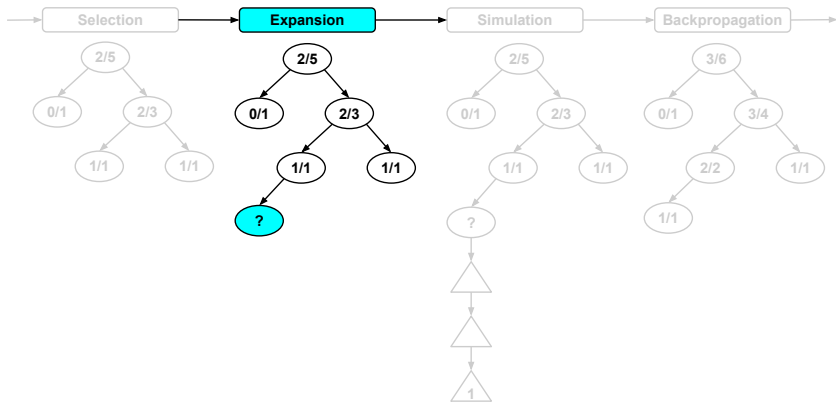 Selection Expansion Simulation Backpropagation
2/5 2/5 2/5 3/6
0/1 2/3 0/1 2/3 0/1 2/3 0/1 3/4
1/1 1/1 1/1 1/1 1/1 1/1 2/2 1/1
? ? 1/1
1